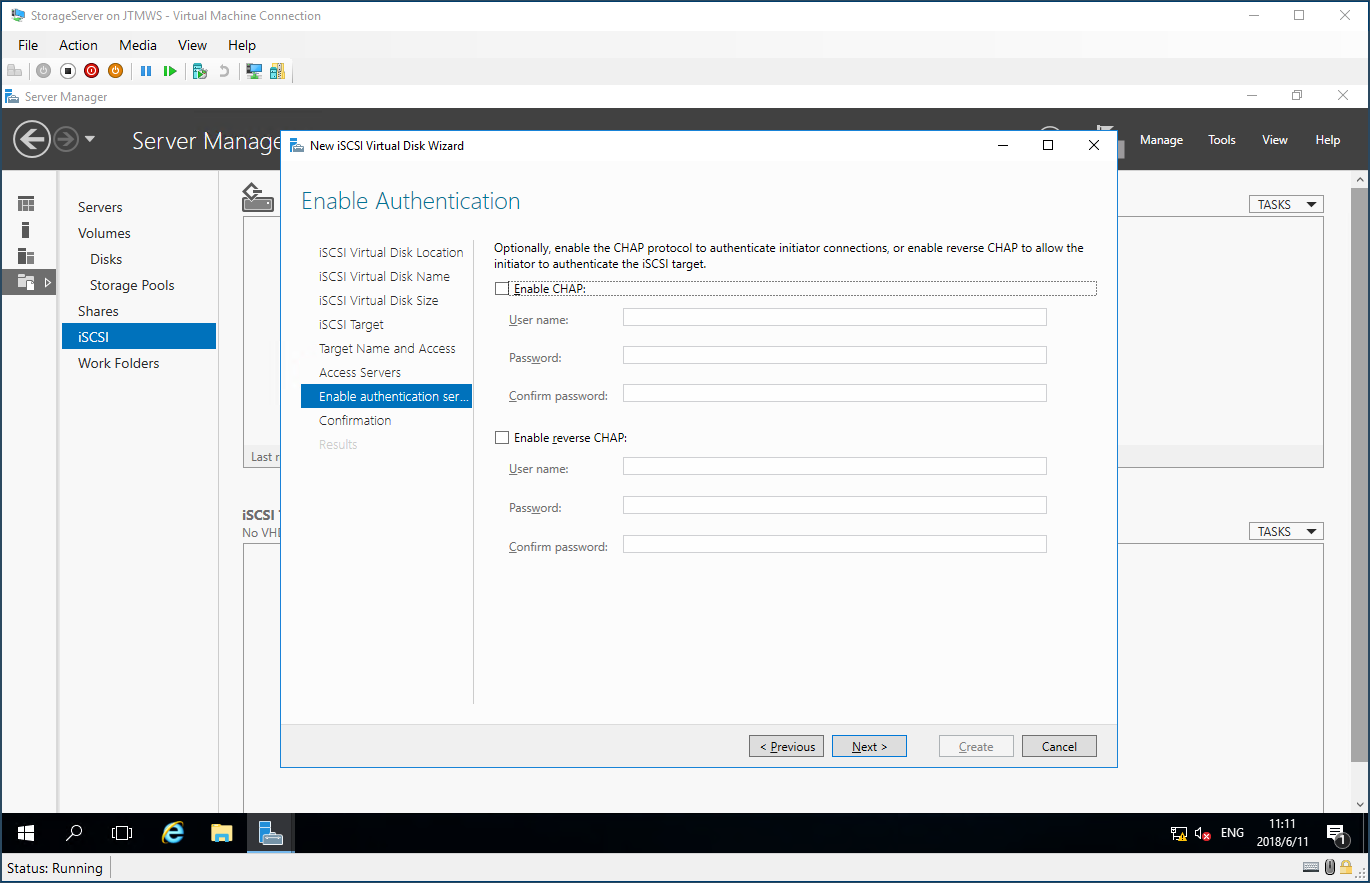 StorageServer on JTMWS - Virtual Machine Connection
File Action Media View Help
Server Manager
Server Manage
Manage Tools View Help
New iSCSI Virtual Disk Wizard
Enable Authentication
Servers
Volumes
Disks
Storage Pools
Shares
iSCSI
Work Folders
TASKS
Last r
iSCSI
No VH
TASKS
iSCSI Virtual Disk Location
iSCSI Virtual Disk Name
iSCSI Virtual Disk Size
iSCSI Target
Target Name and Access
Access Servers
Enable authentication ser...
Confirmation
Results
Optionally, enable the CHAP protocol to authenticate initiator connections, or enable reverse CHAP to allow the
initiator to authenticate the iSCSI target.
Enable CHAP:
User name:
Password:
Confirm password:
Enable reverse CHAP:
User name:
Password:
Confirm password:
< Previous Next > Create Cancel
ENG
11:11
2018/6/11
1
Status: Running